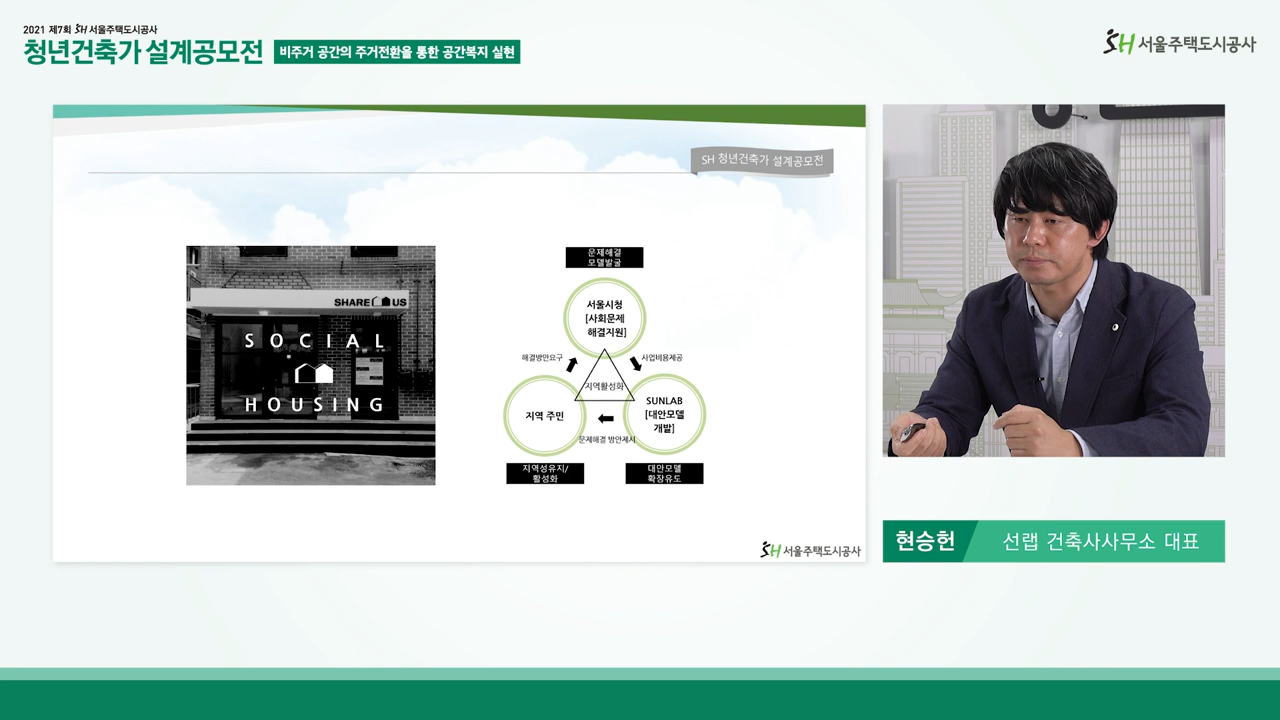 2021 제7회 SH 서울주택도시공사
청년건축가 설계공모전 비주거 공간의 주거전환을 통한 공간복지 실현
SH 서울주택도시공사
SH 청년건축가 설계공모전
SHARE US
SOCIAL
HOUSING
문제해결
모델발굴
서울시청
[사회문제
해결지원]
해결방안요구
사업비용제공
지역활성화
지역 주민
SUNLAB
[대안모델
개발]
문제해결 방안제시
지역성유지/
활성화
대안모델
확장유도
SH 서울주택도시공사
현승헌 선랩 건축사사무소 대표